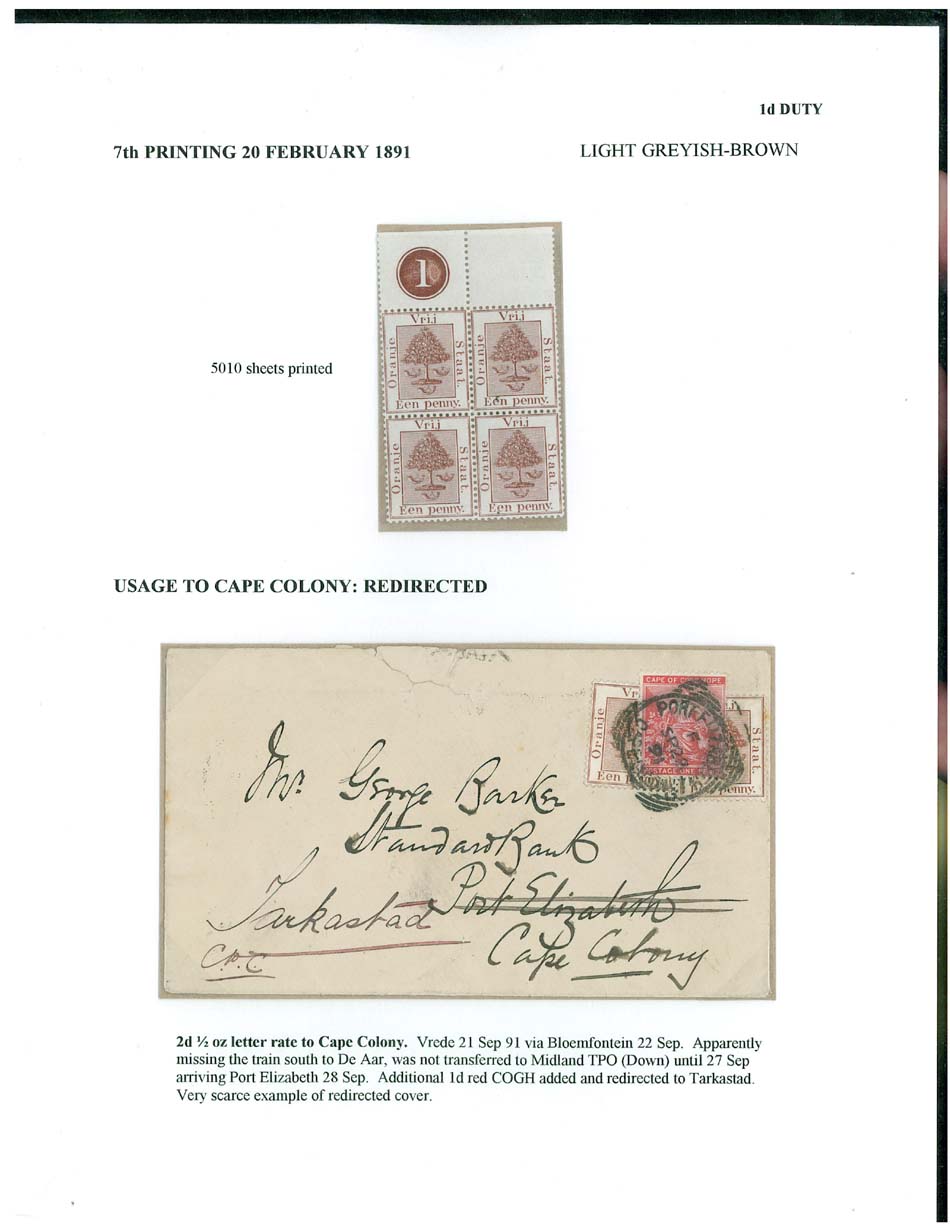 1d DUTY
7th PRINTING 20 FEBRUARY 1891
LIGHT GREYISH-BROWN
1
5010 sheets printed
Vrij
Oranje
Staat.
Een penny.
Vrij
Oranje
Staat.
Een penny.
Vrij
Oranje
Staat.
Een penny.
Vrij
Oranje
Staat.
Een penny.
USAGE TO CAPE COLONY: REDIRECTED
CAPE OF GOOD HOPE
Oranje
Staat.
Een
POSTAGE ONE
penny.
Mr. George Barker
Standard Bank
Port Elizabeth
Tarkastad
Cape Colony
2d ½ oz letter rate to Cape Colony. Vrede 21 Sep 91 via Bloemfontein 22 Sep. Apparently
missing the train south to De Aar, was not transferred to Midland TPO (Down) until 27 Sep
arriving Port Elizabeth 28 Sep. Additional 1d red COGH added and redirected to Tarkastad.
Very scarce example of redirected cover.